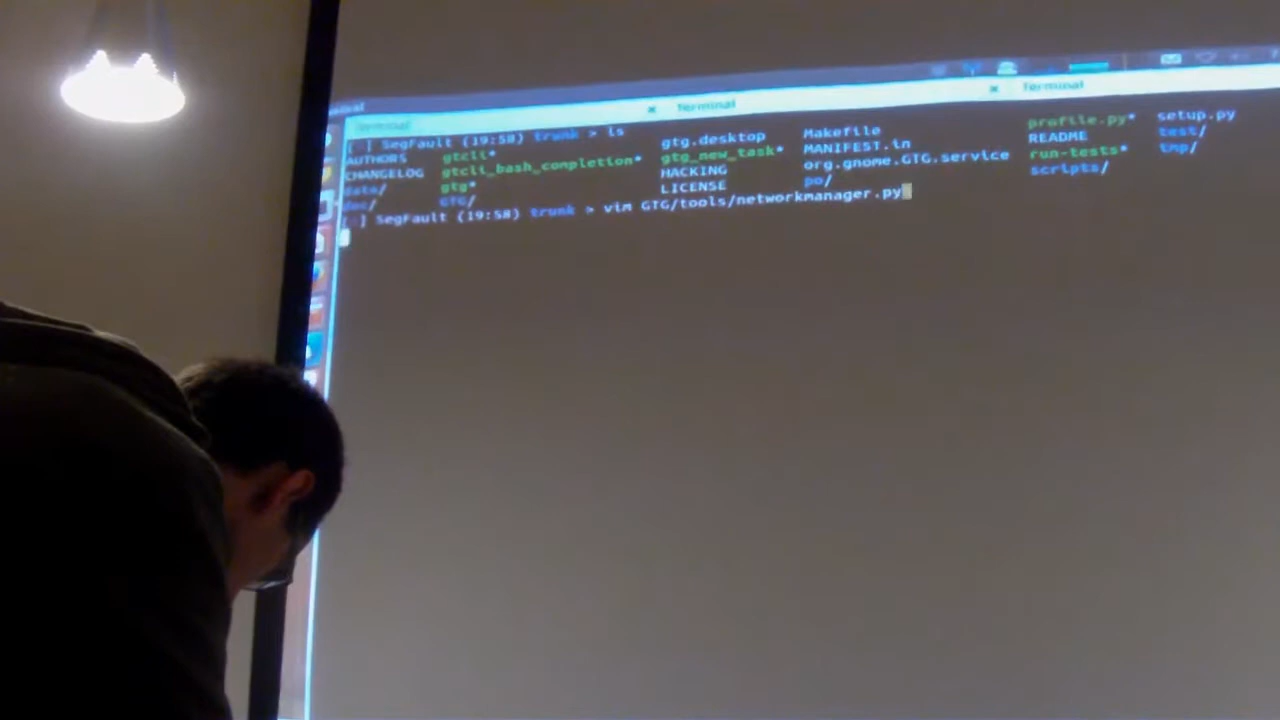 Terminal Terminal Terminal
[ ] SegFault (19:58) trunk > ls
AUTHORS gtcli* gtg.desktop Makefile profile.py* setup.py
CHANGELOG gtcli_bash_completion* gtg_new_task* MANIFEST.in README test/
data/ gtg* HACKING org.gnome.GTG.service run-tests* tmp/
doc/ GTG/ LICENSE po/ scripts/
[ ] SegFault (19:58) trunk > vim GTG/tools/networkmanager.py